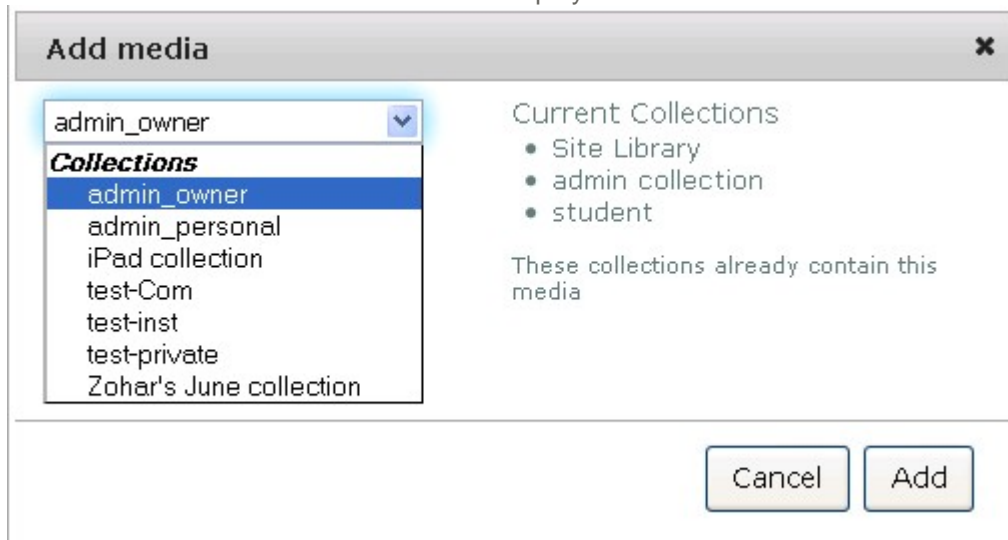 Add media
admin_owner
Collections
admin_owner
admin_personal
iPad collection
test-Com
test-inst
test-private
Zohar's June collection
Current Collections
• Site Library
• admin collection
• student
These collections already contain this
media
Cancel
Add